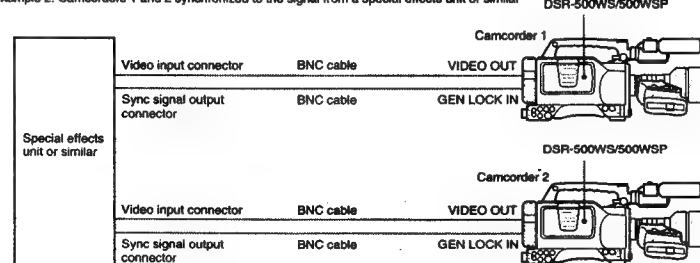 Example 2: Camcorders 1 and 2 synchronized to the signal from a special effects unit or similar
DSR-500WS/500WSP
Camcorder 1
Video input connector BNC cable VIDEO OUT
Sync signal output
connector
BNC cable GEN LOCK IN
Special effects
unit or similar
DSR-500WS/500WSP
Camcorder 2
Video input connector BNC cable VIDEO OUT
Sync signal output
connector
BNC cable GEN LOCK IN